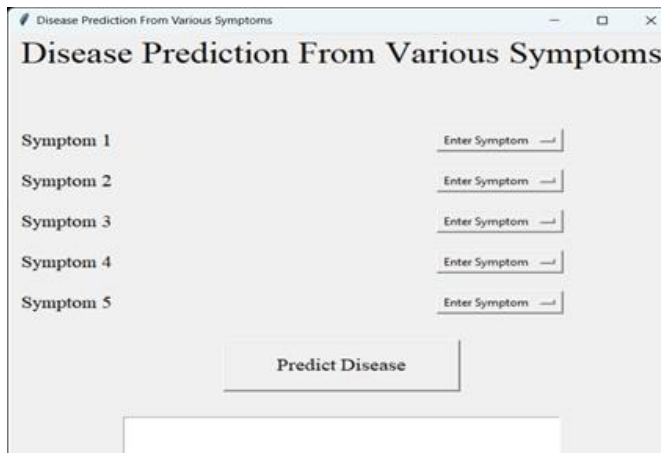 Disease Prediction From Various Symptoms
Disease Prediction From Various Symptoms
Symptom 1 Enter Symptom
Symptom 2 Enter Symptom
Symptom 3 Enter Symptom
Symptom 4 Enter Symptom
Symptom 5 Enter Symptom
Predict Disease